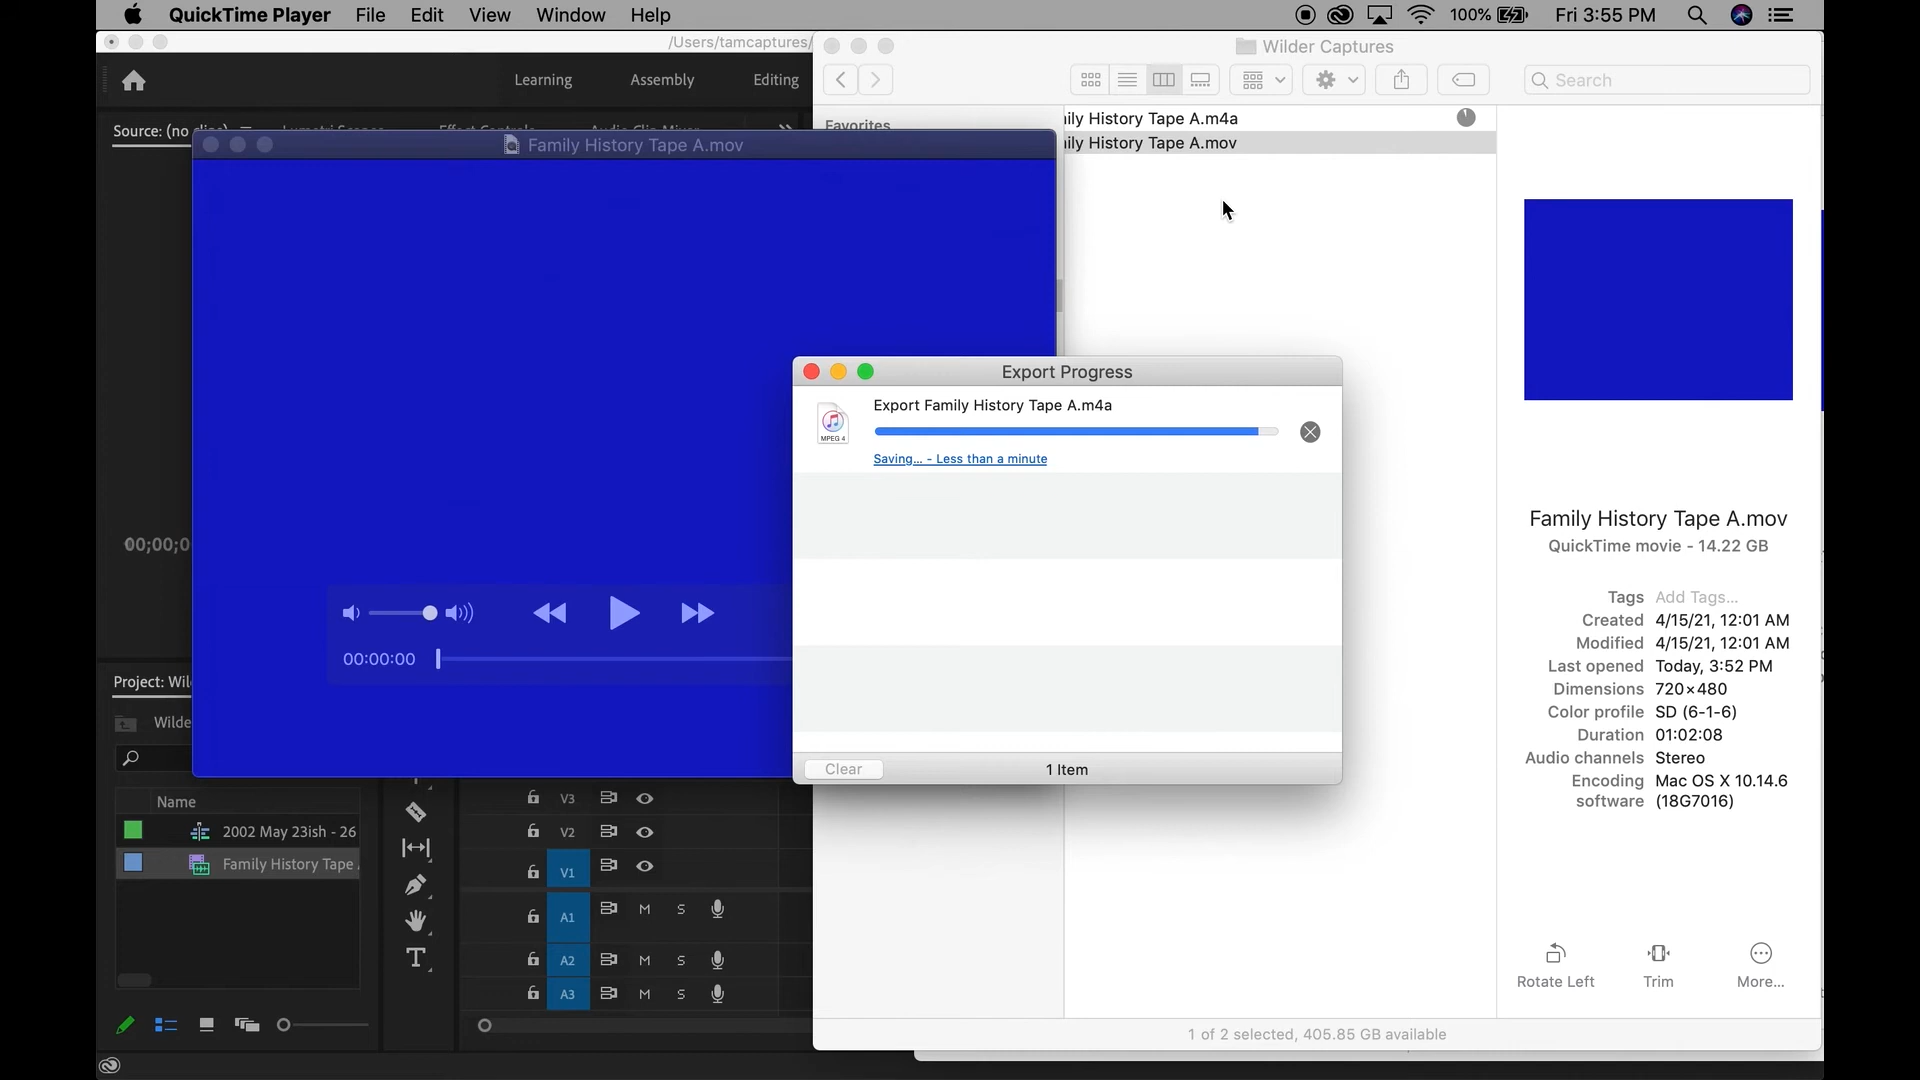 QuickTime Player File Edit View Window Help 100% Fri 3:55 PM
/Users/tamcaptures/
Wilder Captures
Learning Assembly Editing
Search
Favorites
Source: (no clips)
Family History Tape A.mov
ily History Tape A.m4a
ily History Tape A.mov
Export Progress
MPEG 4
Export Family History Tape A.m4a
Saving... - Less than a minute
Clear
1 Item
00;00;0
00:00:00
Project: Wil
Wilde
Name
2002 May 23ish - 26
Family History Tape
V3
V2
V1
A1 M S
A2 M S
A3 M S
Family History Tape A.mov
QuickTime movie - 14.22 GB
Tags Add Tags...
Created 4/15/21, 12:01 AM
Modified 4/15/21, 12:01 AM
Last opened Today, 3:52 PM
Dimensions 720×480
Color profile SD (6-1-6)
Duration 01:02:08
Audio channels Stereo
Encoding Mac OS X 10.14.6
software (18G7016)
Rotate Left Trim More...
1 of 2 selected, 405.85 GB available